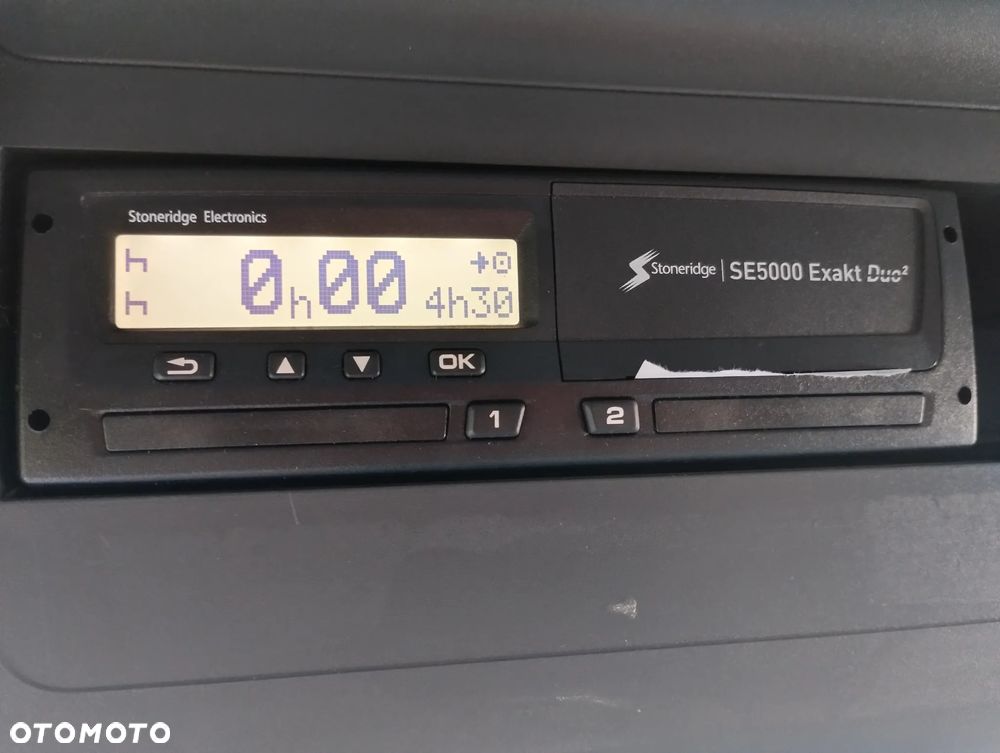 Stoneridge Electronics
0h00
4h30
Stoneridge | SE5000 Exakt Duo²
OK
1
2
OTOMOTO